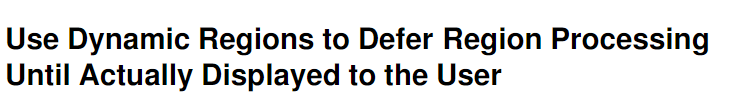 Use Dynamic Regions to Defer Region Processing
Until Actually Displayed to the User